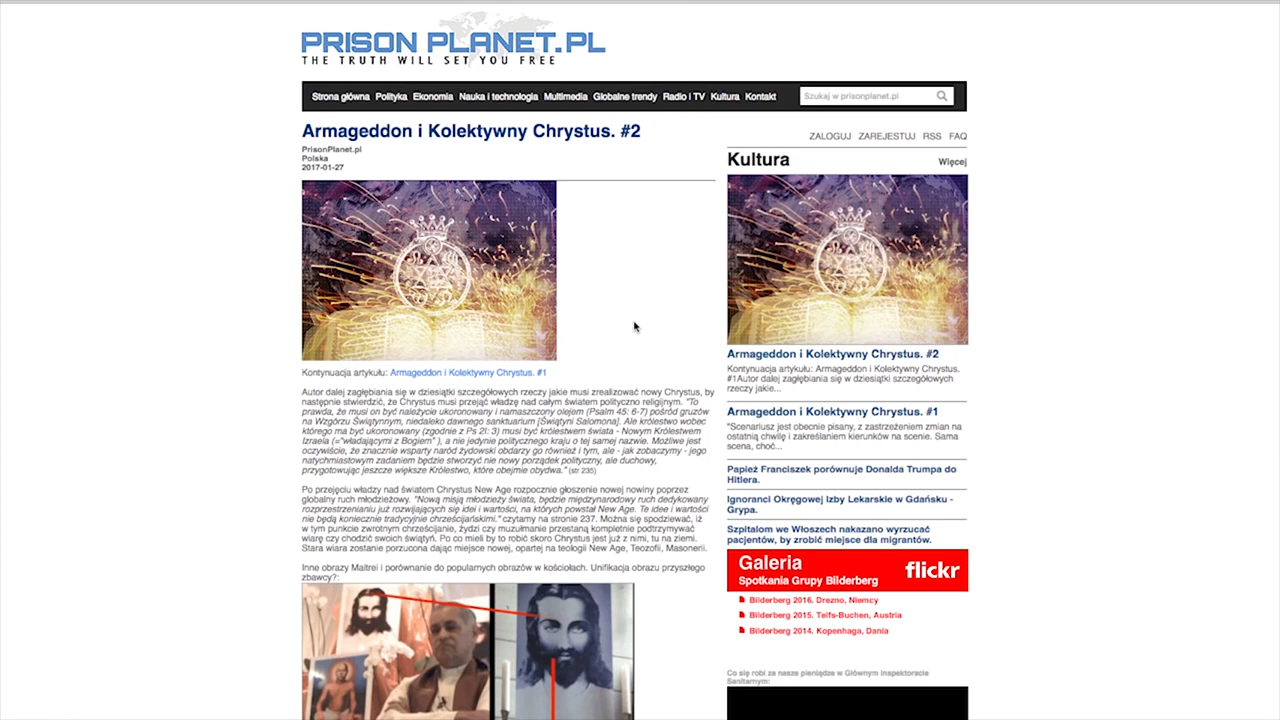 PRISON PLANET.PL
THE TRUTH WILL SET YOU FREE
Strona główna Polityka Ekonomia Nauka i technologia Multimedia Globalne trendy Radio i TV Kultura Kontakt
Szukaj w prisonplanet.pl
Armageddon i Kolektywny Chrystus. #2
PrisonPlanet.pl
Polska
2017-01-27
Kontynuacja artykułu: Armageddon i Kolektywny Chrystus. #1
Autor dalej zagłębiania się w dziesiątki szczegółowych rzeczy jakie musi zrealizować nowy Chrystus, by
następnie stwierdzić, że Chrystus musi przejąć władzę nad całym światem polityczno religijnym. "To
prawda, że musi on być należycie ukoronowany i namaszczony olejem (Psalm 45: 6-7) pośród gruzów
na Wzgórzu Świątynnym, niedaleko dawnego sanktuarium [Świątyni Salomona]. Ale królestwo wobec
którego ma być ukoronowany (zgodnie z Ps 2l: 3) musi być królestwem świata - Nowym Królestwem
Izraela (="władającymi z Bogiem" ), a nie jedynie politycznego kraju o tej samej nazwie. Możliwe jest
oczywiście, że znacznie wsparty naród żydowski obdarzy go również i tym, ale - jak zobaczymy - jego
natychmiastowym zadaniem będzie stworzyć nie nowy porządek polityczny, ale duchowy,
przygotowując jeszcze większe Królestwo, które obejmie obydwa." (str 235)
Po przejęciu władzy nad światem Chrystus New Age rozpocznie głoszenie nowej nowiny poprzez
globalny ruch młodzieżowy. "Nową misją młodzieży świata, będzie międzynarodowy ruch dedykowany
rozprzestrzenianiu już rozwijających się idei i wartości, na których powstał New Age. Te idee i wartości
nie będą koniecznie tradycyjnie chrześcijańskimi." czytamy na stronie 237. Można się spodziewać, iż
w tym punkcie zwrotnym chrześcijanie, żydzi czy muzułmanie przestaną kompletnie podtrzymywać
wiarę czy chodzić swoich świątyń. Po co mieli by to robić skoro Chrystus jest już z nimi, tu na ziemi.
Stara wiara zostanie porzucona dając miejsce nowej, opartej na teologii New Age, Teozofii, Masonerii.
Inne obrazy Maitrei i porównanie do popularnych obrazów w kościołach. Unifikacja obrazu przyszłego
zbawcy?:
ZALOGUJ ZAREJESTUJ RSS FAQ
Kultura Więcej
Armageddon i Kolektywny Chrystus. #2
Kontynuacja artykułu: Armageddon i Kolektywny Chrystus.
#1Autor dalej zagłębiania się w dziesiątki szczegółowych
rzeczy jakie...
Armageddon i Kolektywny Chrystus. #1
"Scenariusz jest obecnie pisany, z zastrzeżeniem zmian na
ostatnią chwilę i zakreślaniem kierunków na scenie. Sama
scena, choć...
Papież Franciszek porównuje Donalda Trumpa do
Hitlera.
Ignoranci Okręgowej Izby Lekarskie w Gdańsku -
Grypa.
Szpitalom we Włoszech nakazano wyrzucać
pacjentów, by zrobić miejsce dla migrantów.
Galeria
Spotkania Grupy Bilderberg
flickr
Bilderberg 2016. Drezno, Niemcy
Bilderberg 2015. Telfs-Buchen, Austria
Bilderberg 2014. Kopenhaga, Dania
Co się robi za nasze pieniądze w Głównym Inspektoracie
Sanitarnym: